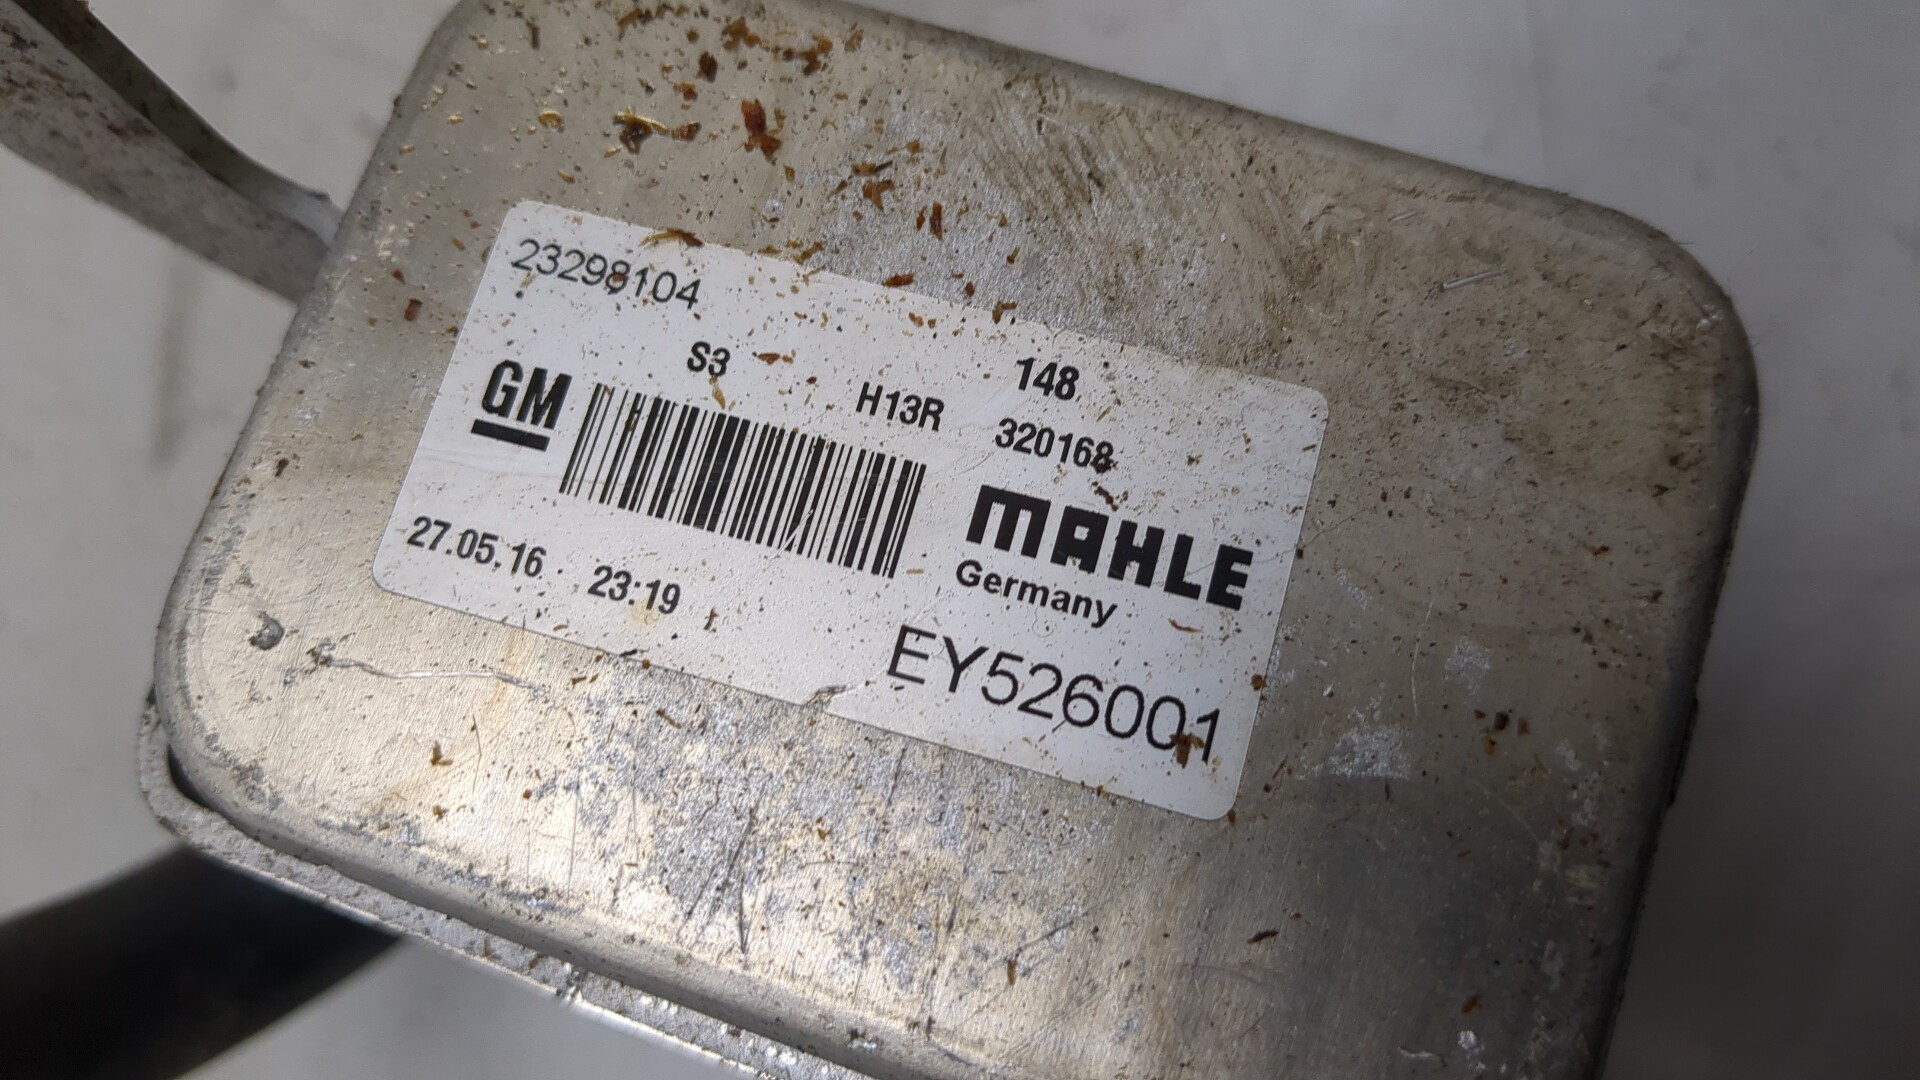 23298104
S3 148
GM H13R 320168
MAHLE
Germany
27.05.16 23:19
EY526001